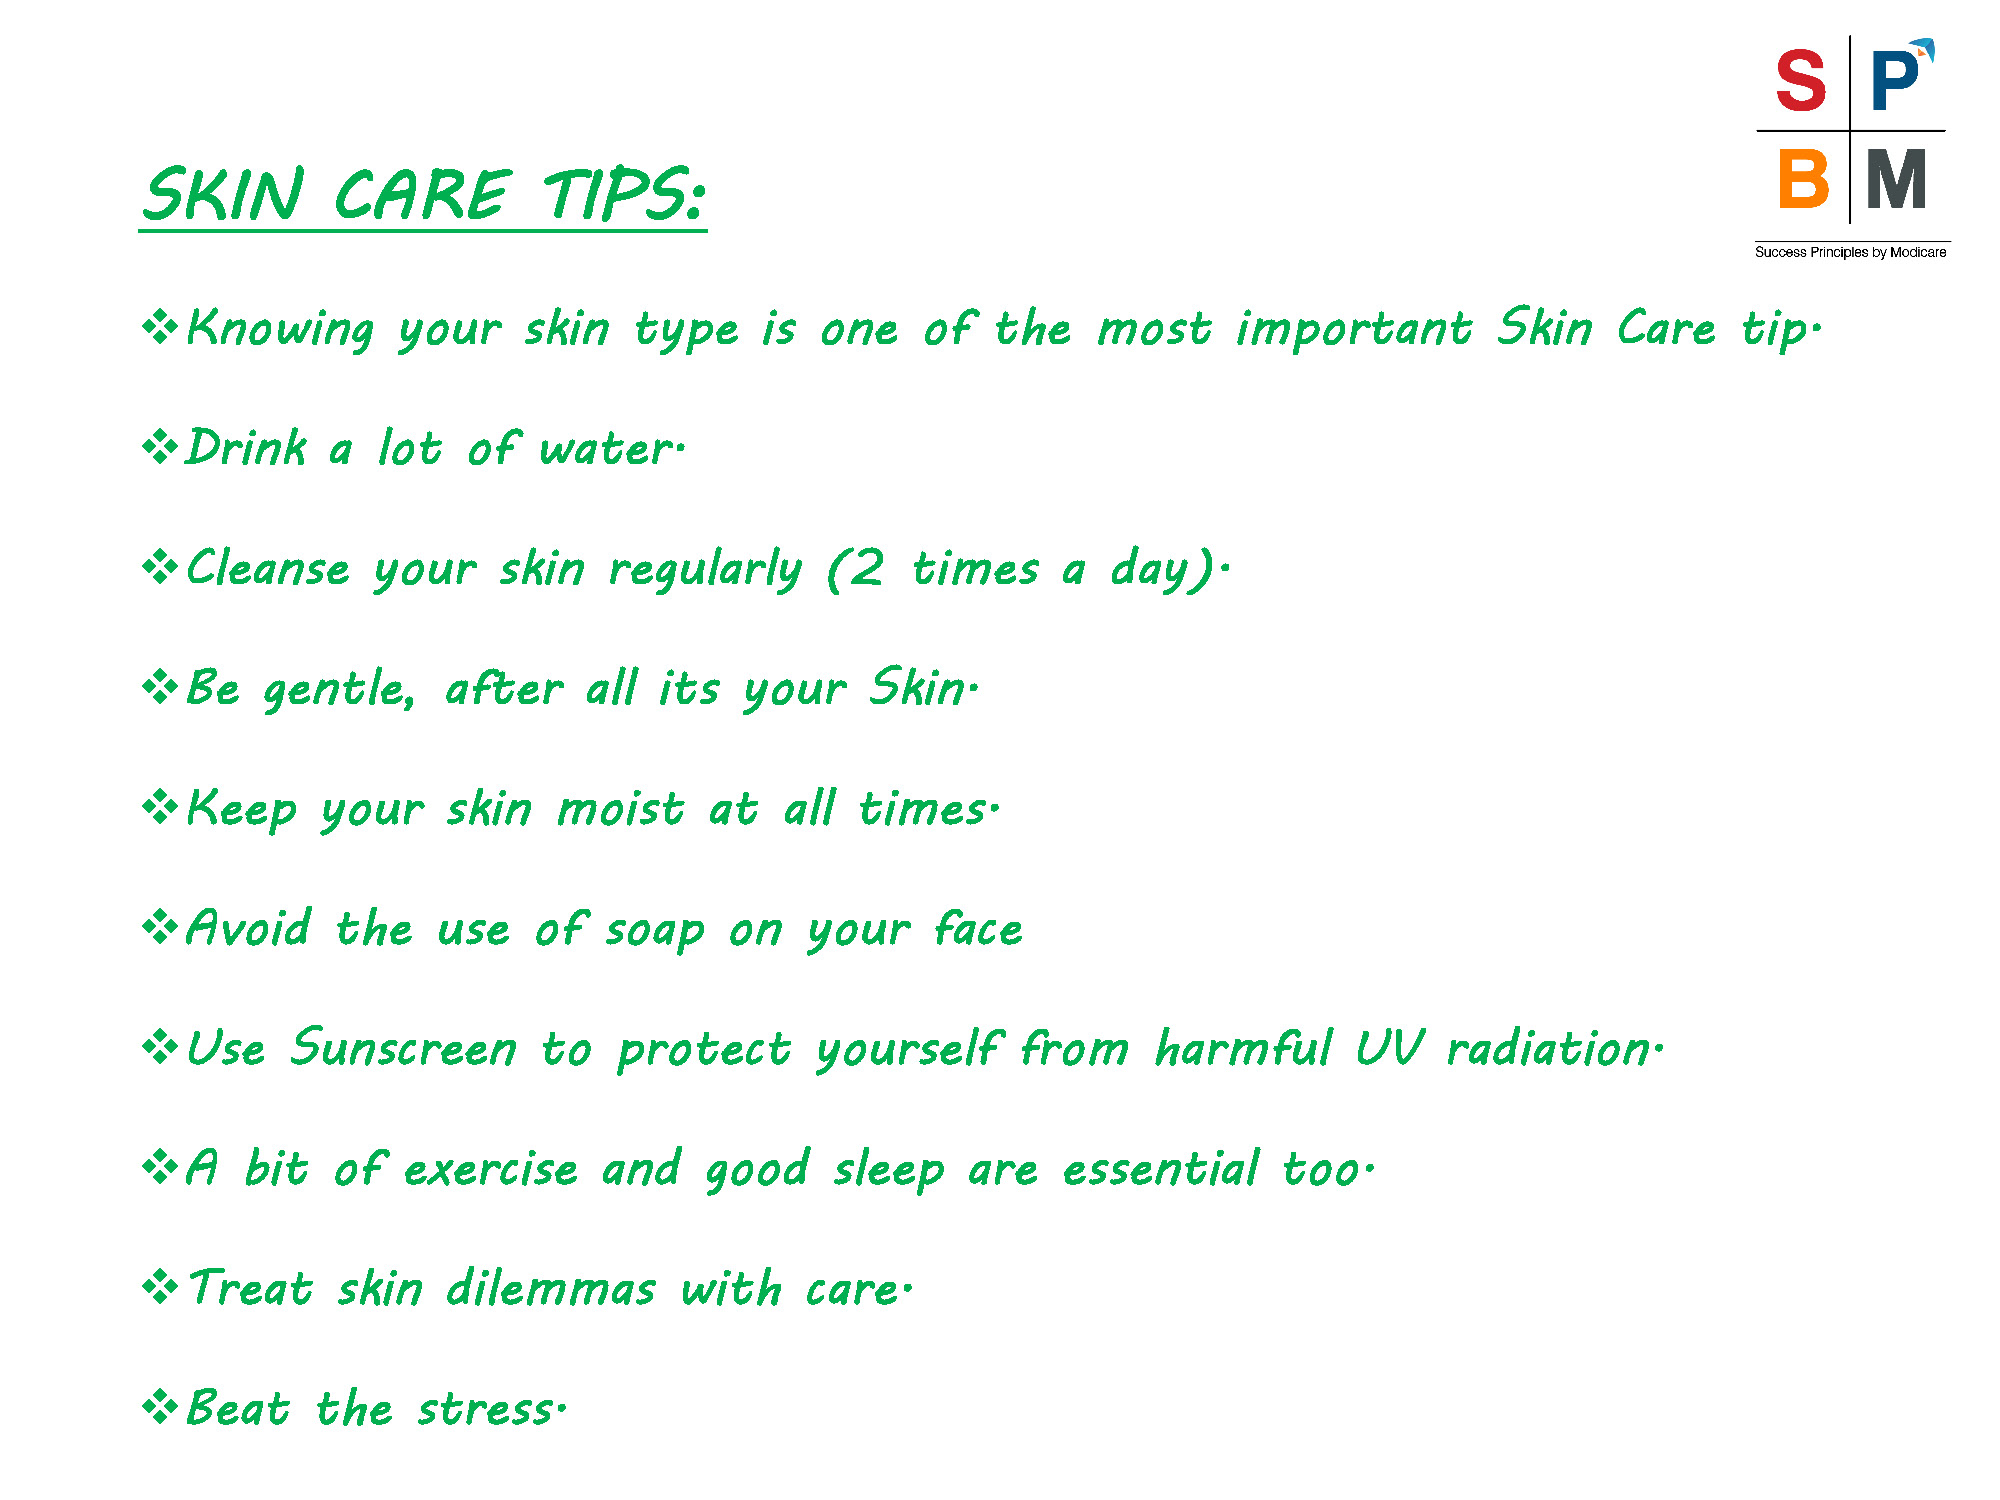 S P
B M
Success Principles by Modicare
SKIN CARE TIPS:
❖Knowing your skin type is one of the most important Skin Care tip.
❖Drink a lot of water.
❖Cleanse your skin regularly (2 times a day).
❖Be gentle, after all its your Skin.
❖Keep your skin moist at all times.
❖Avoid the use of soap on your face
❖Use Sunscreen to protect yourself from harmful UV radiation.
❖A bit of exercise and good sleep are essential too.
❖Treat skin dilemmas with care.
❖Beat the stress.